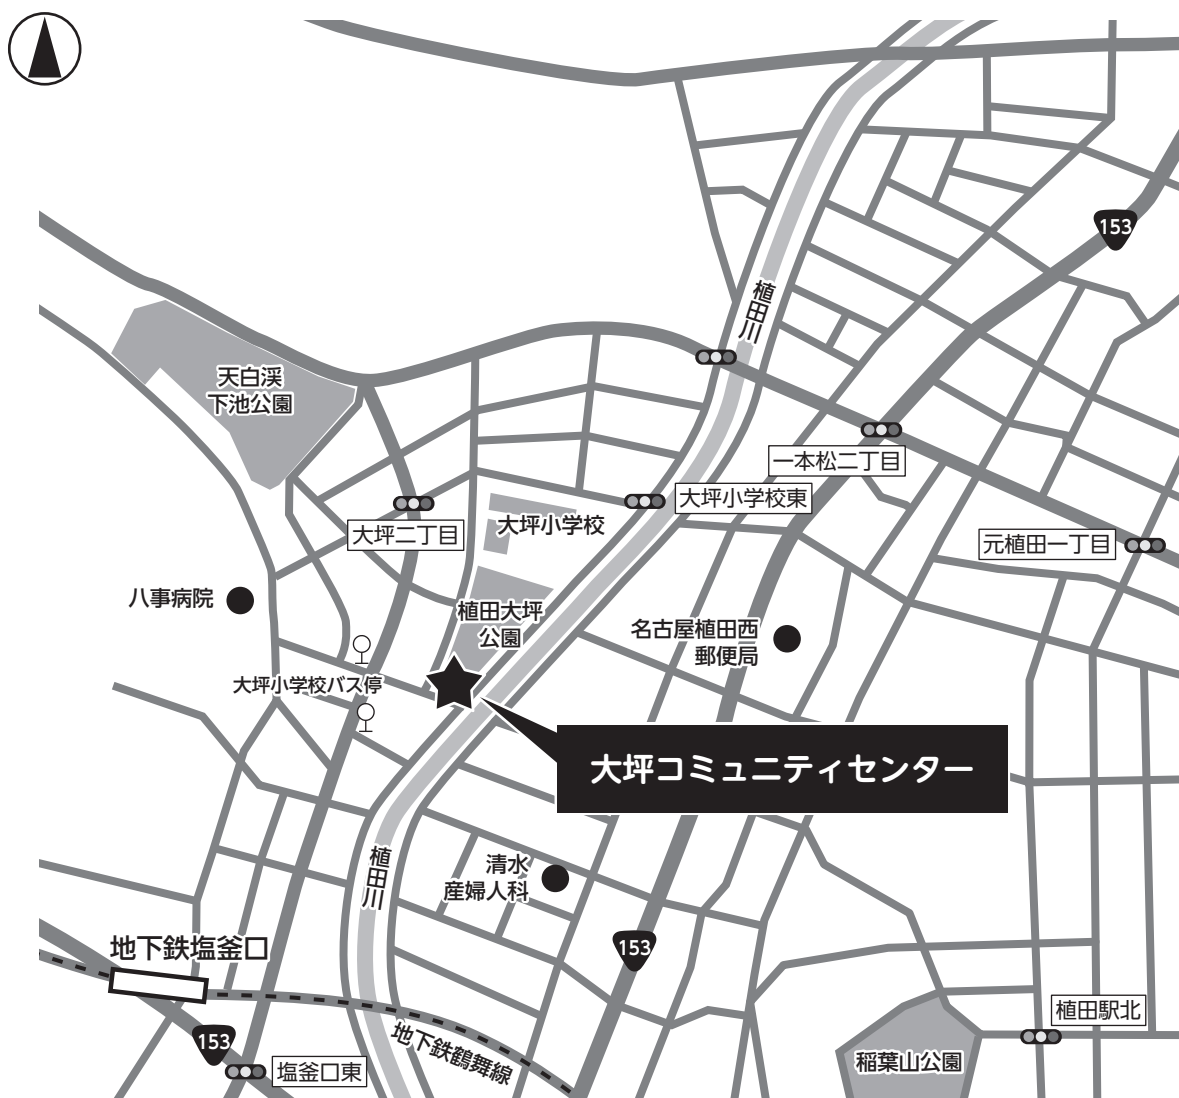 153
植田川
天白渓
下池公園
一本松二丁目
大坪小学校東
大坪小学校
大坪二丁目
元植田一丁目
八事病院
植田大坪
公園
名古屋植田西
郵便局
大坪小学校バス停
大坪コミュニティセンター
植田川
清水
産婦人科
地下鉄塩釜口
153
153
植田駅北
地下鉄鶴舞線
稲葉山公園
塩釜口東